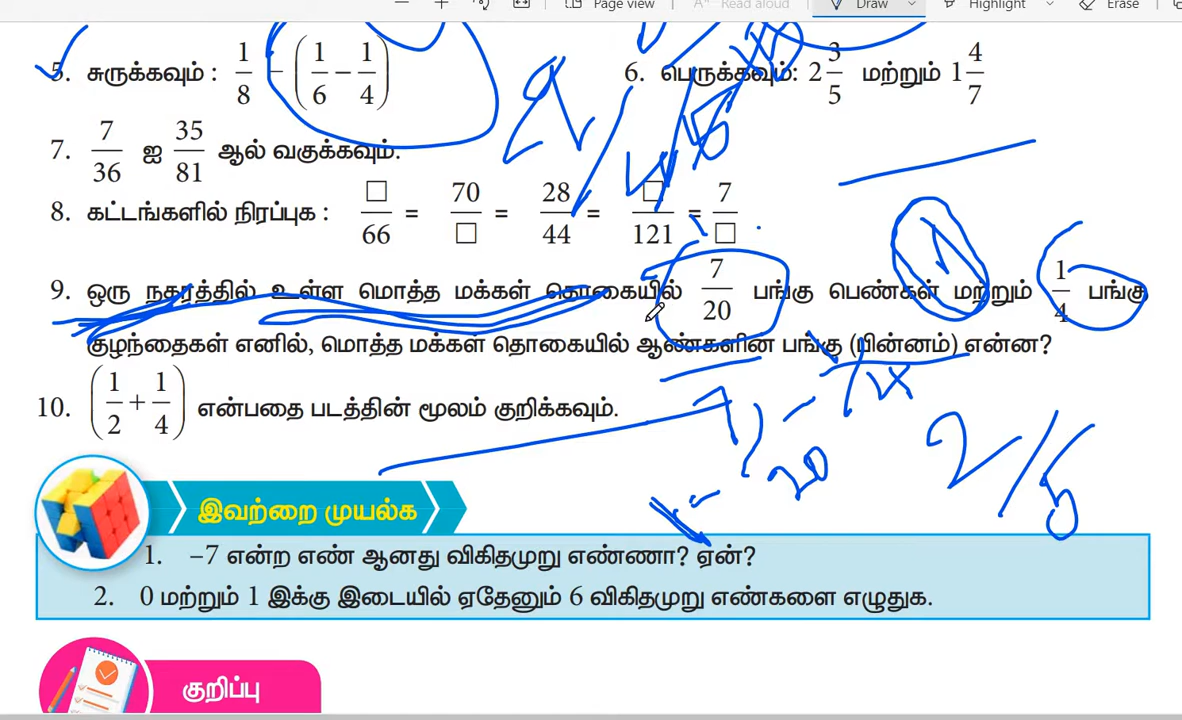 Page view Read aloud Draw Highlight Erase
5. சுருக்கவும் : 1/8 − (1/6 − 1/4) 6. பெருக்கவும்: 2 3/5 மற்றும் 1 4/7
7. 7/36 ஐ 35/81 ஆல் வகுக்கவும்.
8. கட்டங்களில் நிரப்புக : □/66 = 70/□ = 28/44 = □/121 = 7/□
9. ஒரு நகரத்தில் உள்ள மொத்த மக்கள் தொகையில் 7/20 பங்கு பெண்கள் மற்றும் 1/4 பங்கு
குழந்தைகள் எனில், மொத்த மக்கள் தொகையில் ஆண்களின் பங்கு (பின்னம்) என்ன?
10. (1/2 + 1/4) என்பதை படத்தின் மூலம் குறிக்கவும்.
2/5
இவற்றை முயல்க
1. −7 என்ற எண் ஆனது விகிதமுறு எண்ணா? ஏன்?
2. 0 மற்றும் 1 இக்கு இடையில் ஏதேனும் 6 விகிதமுறு எண்களை எழுதுக.
குறிப்பு